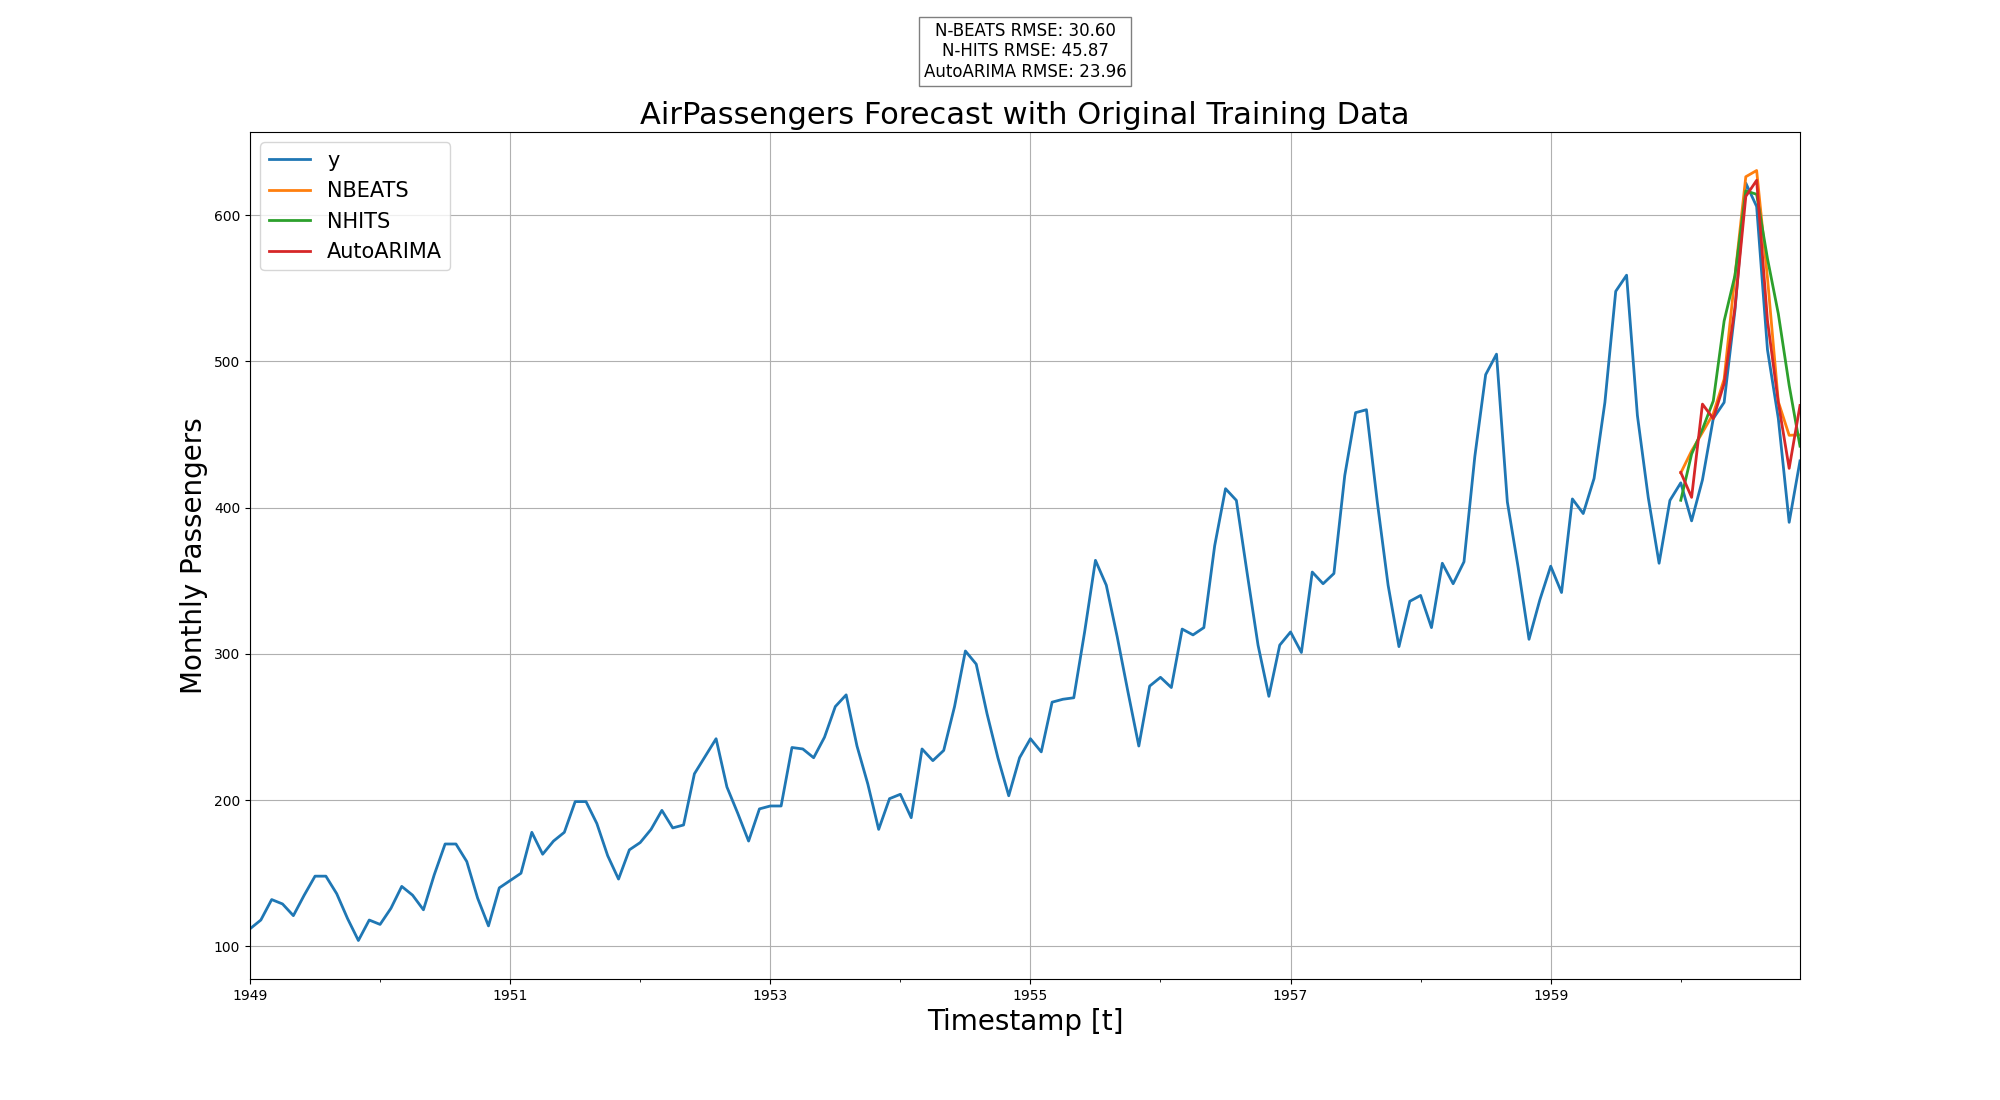 N-BEATS RMSE: 30.60
N-HITS RMSE: 45.87
AutoARIMA RMSE: 23.96
AirPassengers Forecast with Original Training Data
y
NBEATS
NHITS
AutoARIMA
600
500
400
300
200
100
Monthly Passengers
1949 1951 1953 1955 1957 1959
Timestamp [t]